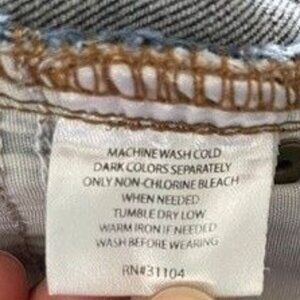 MACHINE WASH COLD
DARK COLORS SEPARATELY
ONLY NON-CHLORINE BLEACH
WHEN NEEDED
TUMBLE DRY LOW
WARM IRON IF NEEDED
WASH BEFORE WEARING
RN#31104